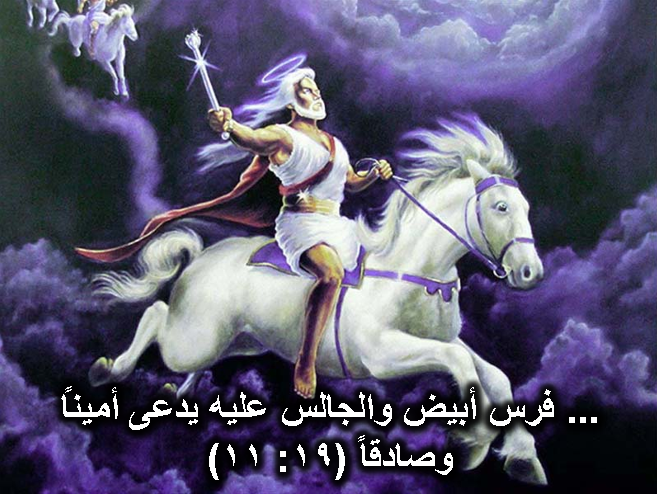 ... فرس أبيض والجالس عليه يدعى أميناً
وصادقاً (١٩: ١١)